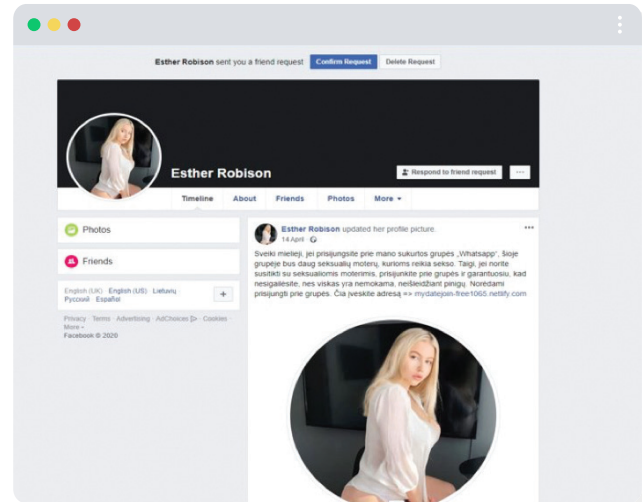 Esther Robison sent you a friend request Confirm Request Delete Request
Esther Robison
Respond to friend request ...
Timeline About Friends Photos More
Photos
Friends
English (UK) · English (US) · Lietuvių ·
Русский · Español
+
Privacy · Terms · Advertising · AdChoices · Cookies ·
More
Facebook © 2020
Esther Robison updated her profile picture.
14 April ·
Sveiki mielieji, jei prisijungsite prie mano sukurtos grupės „Whatsapp“, šioje
grupėje bus daug seksualių moterų, kurioms reikia sekso. Taigi, jei norite
susitikti su seksualiomis moterimis, prisijunkite prie grupės ir garantuosiu, kad
nesigailėsite, nes viskas yra nemokama, neišleidžiant pinigų. Norėdami
prisijungti prie grupės. Čia įveskite adresą => mydatejoin-free1065.netlify.com